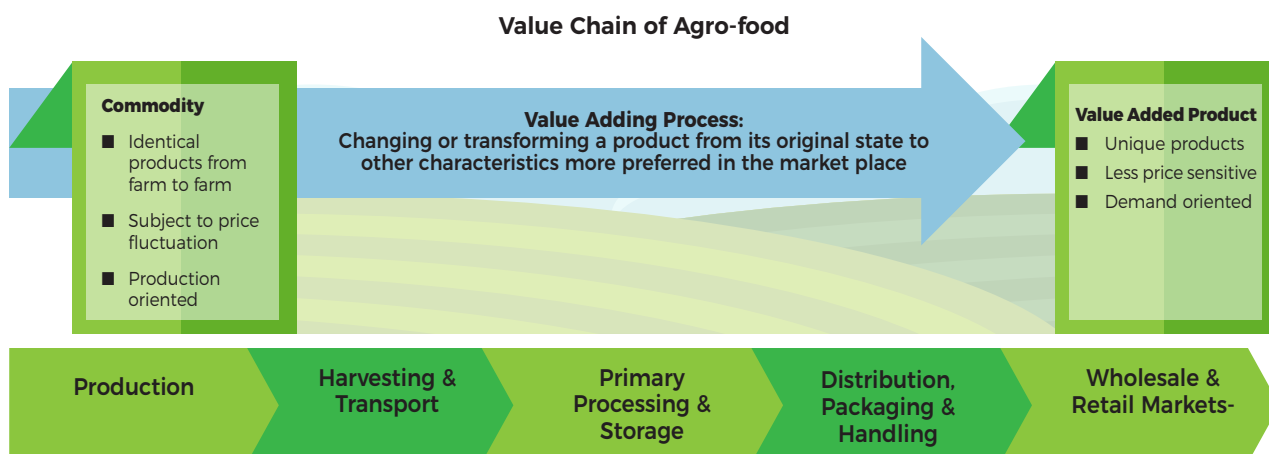 Value Chain of Agro-food
Commodity
■ Identical
products from
farm to farm
■ Subject to price
fluctuation
■ Production
oriented
Value Adding Process:
Changing or transforming a product from its original state to
other characteristics more preferred in the market place
Value Added Product
■ Unique products
■ Less price sensitive
■ Demand oriented
Production
Harvesting &
Transport
Primary
Processing &
Storage
Distribution,
Packaging &
Handling
Wholesale &
Retail Markets-